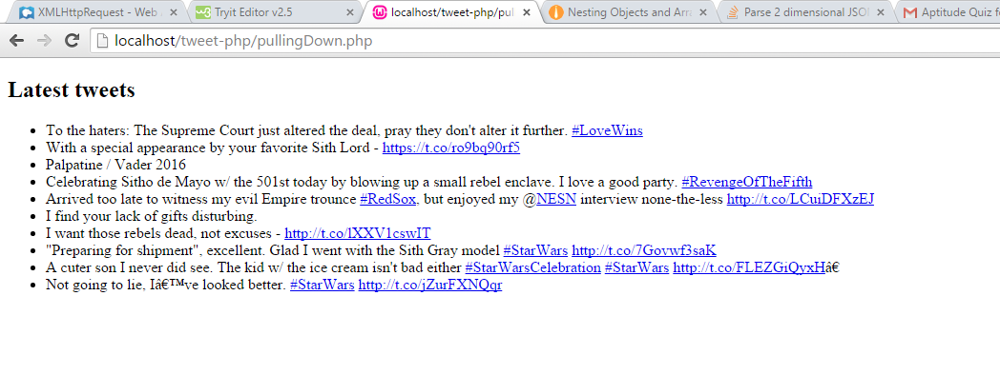 XMLHttpRequest - Web A
Tryit Editor v2.5
localhost/tweet-php/pul
Nesting Objects and Arra
Parse 2 dimensional JSO
Aptitude Quiz fo
localhost/tweet-php/pullingDown.php
Latest tweets
To the haters: The Supreme Court just altered the deal, pray they don't alter it further. #LoveWins
With a special appearance by your favorite Sith Lord - https://t.co/ro9bq90rf5
Palpatine / Vader 2016
Celebrating Sitho de Mayo w/ the 501st today by blowing up a small rebel enclave. I love a good party. #RevengeOfTheFifth
Arrived too late to witness my evil Empire trounce #RedSox, but enjoyed my @NESN interview none-the-less http://t.co/LCuiDFXzEJ
I find your lack of gifts disturbing.
I want those rebels dead, not excuses - http://t.co/lXXV1cswIT
"Preparing for shipment", excellent. Glad I went with the Sith Gray model #StarWars http://t.co/7Govwf3saK
A cuter son I never did see. The kid w/ the ice cream isn't bad either #StarWarsCelebration #StarWars http://t.co/FLEZGiQyxHâ€
Not going to lie, Iâ€™ve looked better. #StarWars http://t.co/jZurFXNQqr